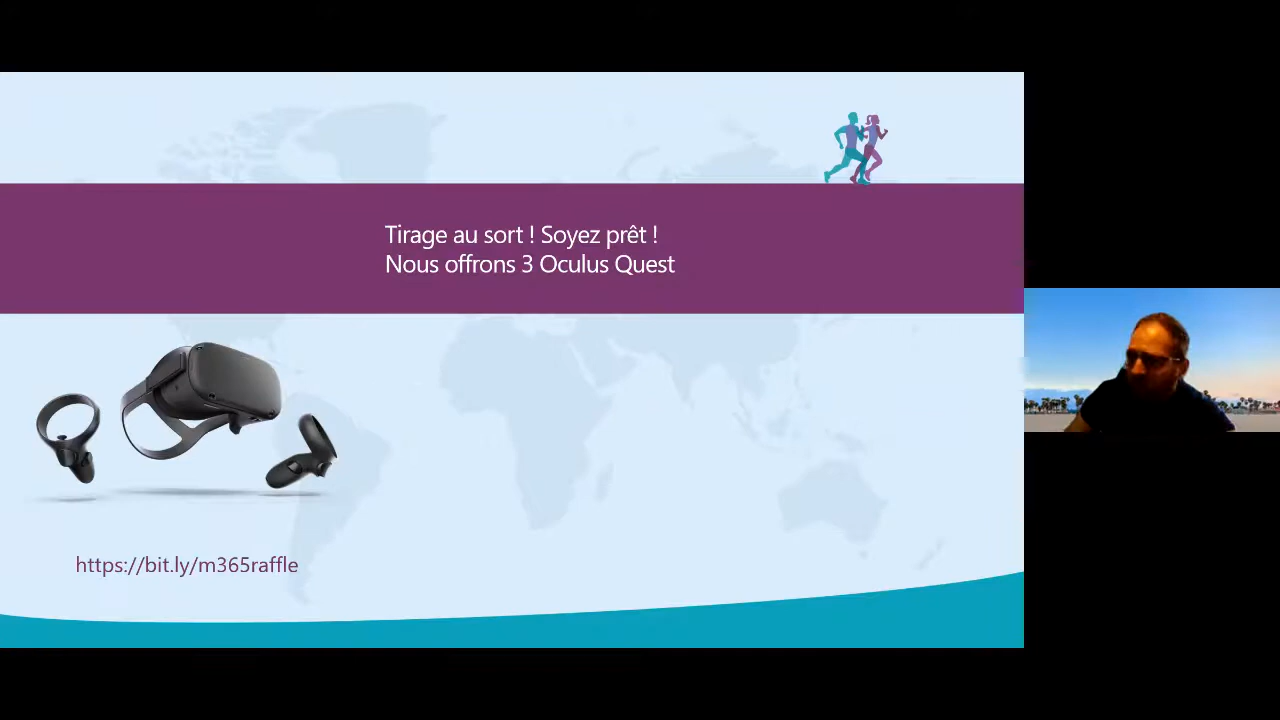 Tirage au sort ! Soyez prêt !
Nous offrons 3 Oculus Quest
https://bit.ly/m365raffle